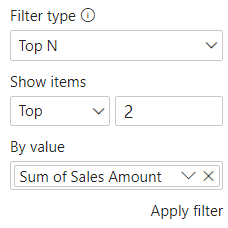 Filter type
Top N
Show items
Top 2
By value
Sum of Sales Amount
Apply filter